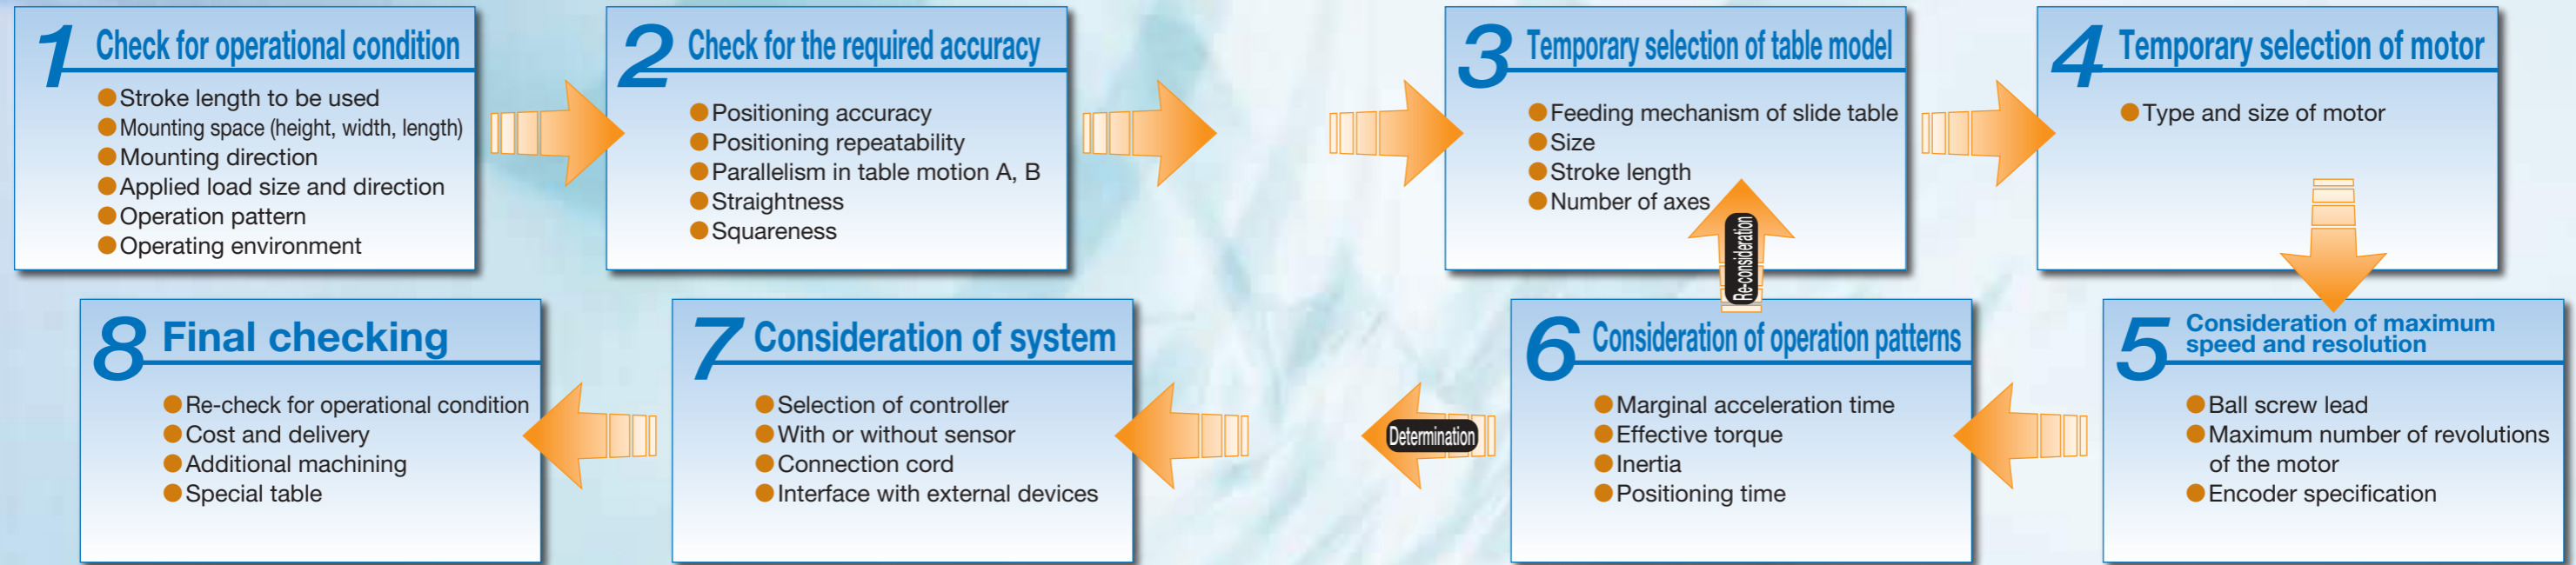 1 Check for operational condition
●Stroke length to be used
●Mounting space (height, width, length)
●Mounting direction
●Applied load size and direction
●Operation pattern
●Operating environment
2 Check for the required accuracy
●Positioning accuracy
●Positioning repeatability
●Parallelism in table motion A, B
●Straightness
●Squareness
3 Temporary selection of table model
●Feeding mechanism of slide table
●Size
●Stroke length
●Number of axes
4 Temporary selection of motor
●Type and size of motor
5 Consideration of maximum
speed and resolution
●Ball screw lead
●Maximum number of revolutions
of the motor
●Encoder specification
6 Consideration of operation patterns
●Marginal acceleration time
●Effective torque
●Inertia
●Positioning time
Re-consideration
Determination
7 Consideration of system
●Selection of controller
●With or without sensor
●Connection cord
●Interface with external devices
8 Final checking
●Re-check for operational condition
●Cost and delivery
●Additional machining
●Special table